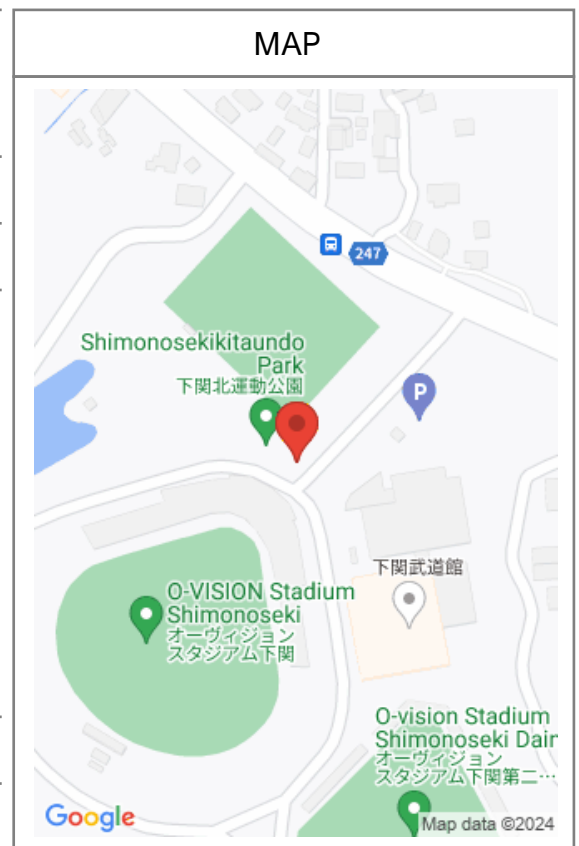 MAP
247
Shimonosekikitaundo
Park
下関北運動公園
P
下関武道館
O-VISION Stadium
Shimonoseki
オーヴィジョン
スタジアム下関
O-vision Stadium
Shimonoseki Dain
オーヴィジョン
スタジアム下関第二…
Google
Map data ©2024